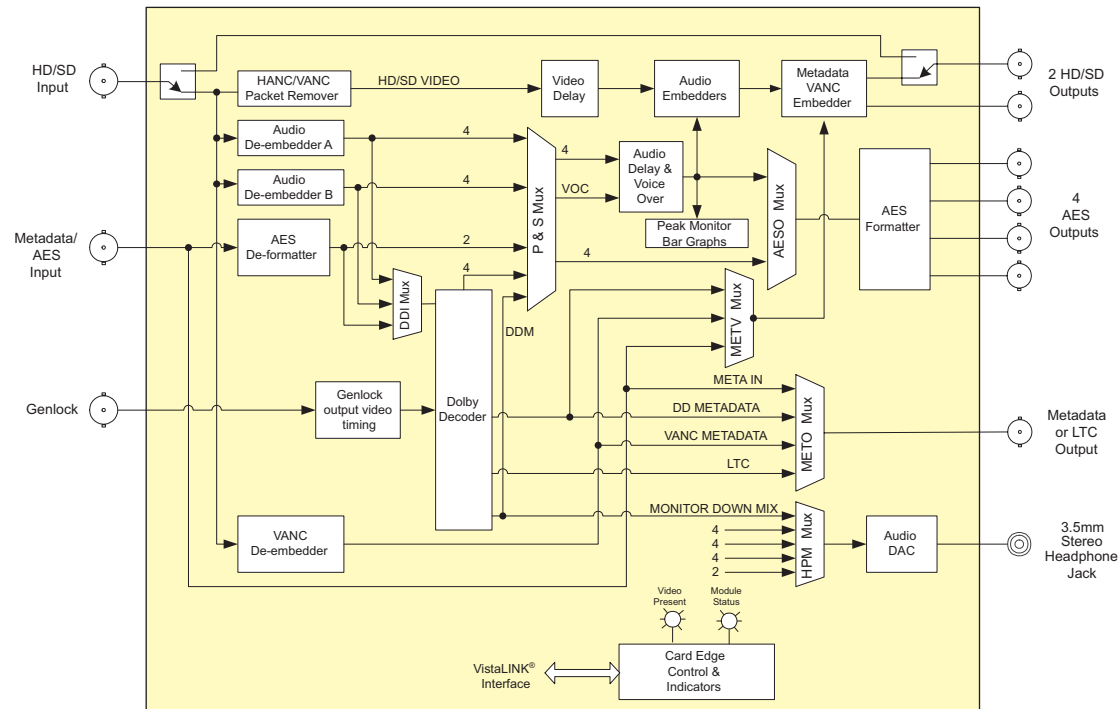 HD/SD
Input
HANC/VANC
Packet Remover
HD/SD VIDEO
Video
Delay
Audio
Embedders
Metadata
VANC
Embedder
2 HD/SD
Outputs
Audio
De-embedder A
4
Audio
De-embedder B
4
P & S Mux
4
VOC
Audio
Delay &
Voice
Over
Peak Monitor
Bar Graphs
AESO Mux
AES
Formatter
4
AES
Outputs
Metadata/
AES
Input
AES
De-formatter
2
4
4
DDI Mux
DDM
METV Mux
Genlock
Genlock
output video
timing
Dolby
Decoder
META IN
DD METADATA
VANC METADATA
LTC
METO Mux
Metadata
or LTC
Output
MONITOR DOWN MIX
4
4
4
2
HPM Mux
Audio
DAC
3.5mm
Stereo
Headphone
Jack
VANC
De-embedder
Video
Present
Module
Status
VistaLINK®
Interface
Card Edge
Control &
Indicators